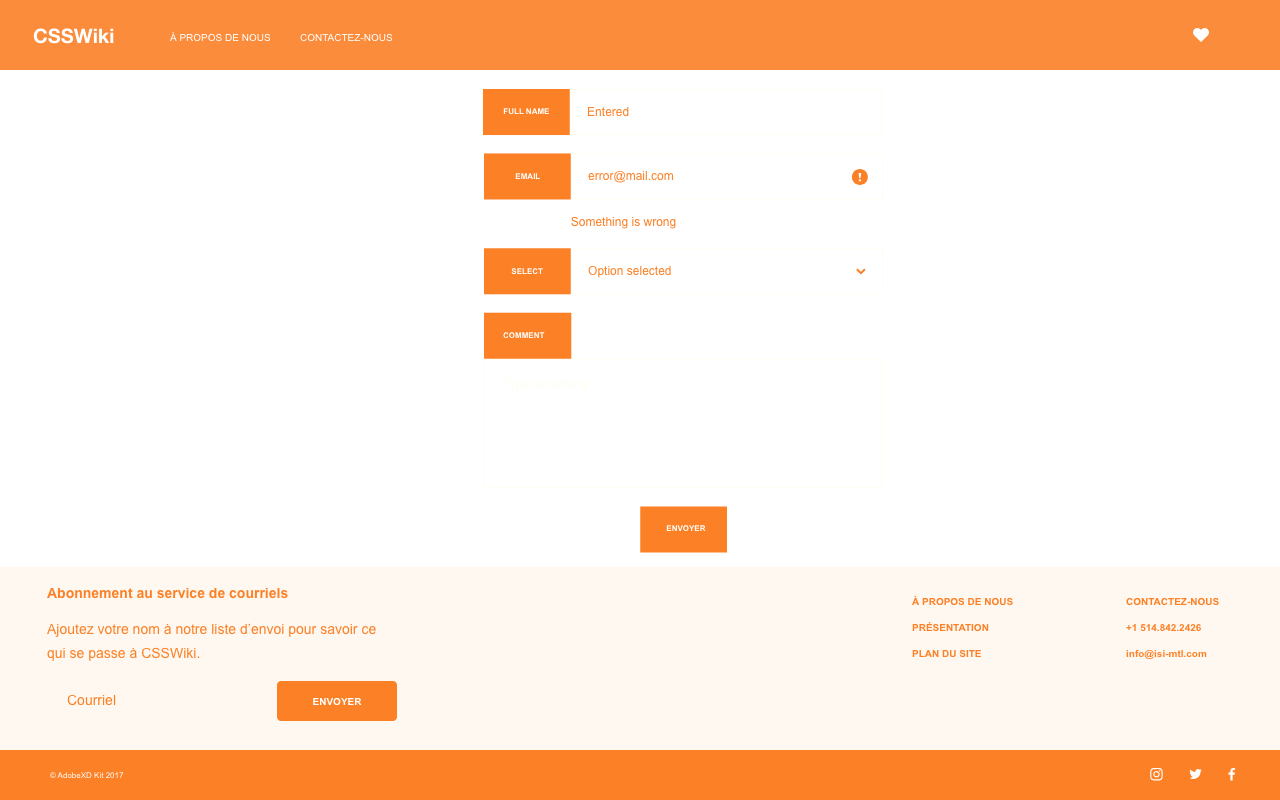 CSSWiki
À PROPOS DE NOUS
CONTACTEZ-NOUS
FULL NAME
Entered
EMAIL
error@mail.com
Something is wrong
SELECT
Option selected
COMMENT
ENVOYER
Abonnement au service de courriels
Ajoutez votre nom à notre liste d'envoi pour savoir ce
qui se passe à CSSWiki.
Courriel
ENVOYER
À PROPOS DE NOUS
PRÉSENTATION
PLAN DU SITE
CONTACTEZ-NOUS
+1 514.842.2426
info@isi-mtl.com
© AdobeXD Kit 2017